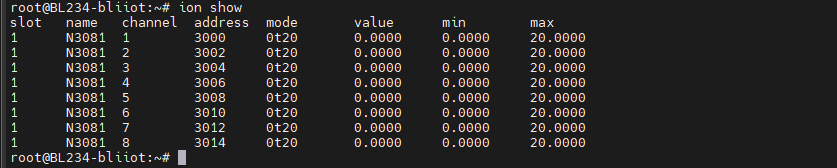 root@BL234-bliiot:~# ion show
slot name channel address mode value min max
1 N3081 1 3000 0t20 0.0000 0.0000 20.0000
1 N3081 2 3002 0t20 0.0000 0.0000 20.0000
1 N3081 3 3004 0t20 0.0000 0.0000 20.0000
1 N3081 4 3006 0t20 0.0000 0.0000 20.0000
1 N3081 5 3008 0t20 0.0000 0.0000 20.0000
1 N3081 6 3010 0t20 0.0000 0.0000 20.0000
1 N3081 7 3012 0t20 0.0000 0.0000 20.0000
1 N3081 8 3014 0t20 0.0000 0.0000 20.0000
root@BL234-bliiot:~#